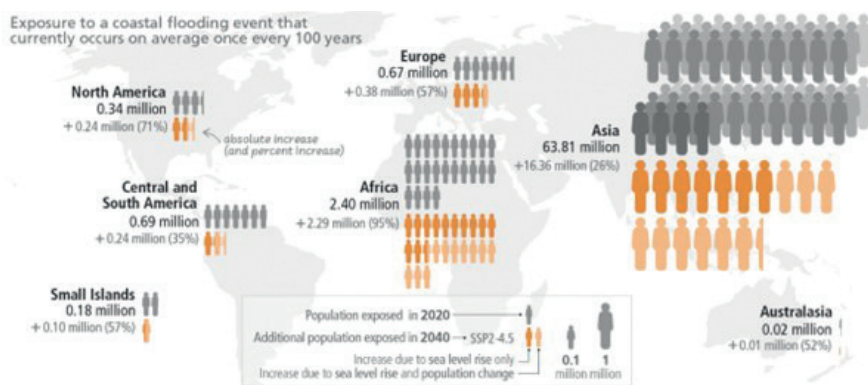 Exposure to a coastal flooding event that
currently occurs on average once every 100 years
North America
0.34 million
+0.24 million (71%)
absolute increase
(and percent increase)
Europe
0.67 million
+0.38 million (57%)
Asia
63.81 million
+16.36 million (26%)
Central and
South America
0.69 million
+0.24 million (35%)
Africa
2.40 million
+2.29 million (95%)
Small Islands
0.18 million
+0.10 million (57%)
Australasia
0.02 million
+0.01 million (52%)
Population exposed in 2020
Additional population exposed in 2040 SSP2-4.5
Increase due to sea level rise only
Increase due to sea level rise and population change
0.1 1
million million